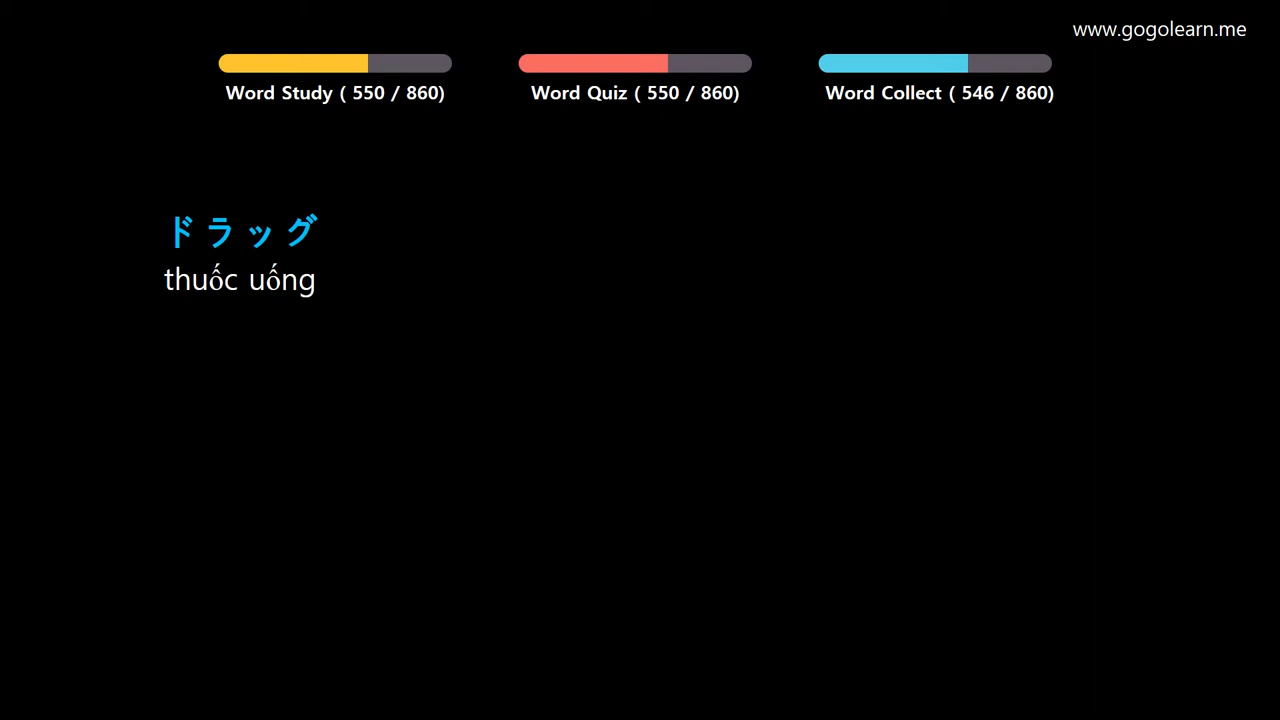 www.gogolearn.me
Word Study ( 550 / 860)
Word Quiz ( 550 / 860)
Word Collect ( 546 / 860)
ドラッグ
thuốc uống